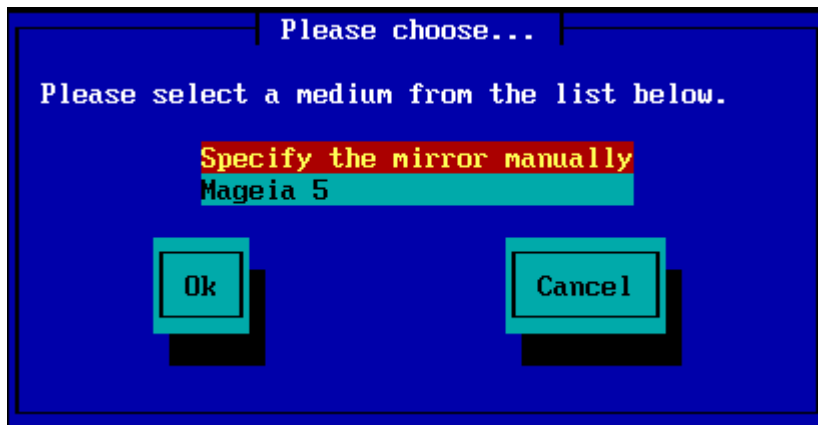 Please choose...
Please select a medium from the list below.
Specify the mirror manually
Mageia 5
Ok Cancel